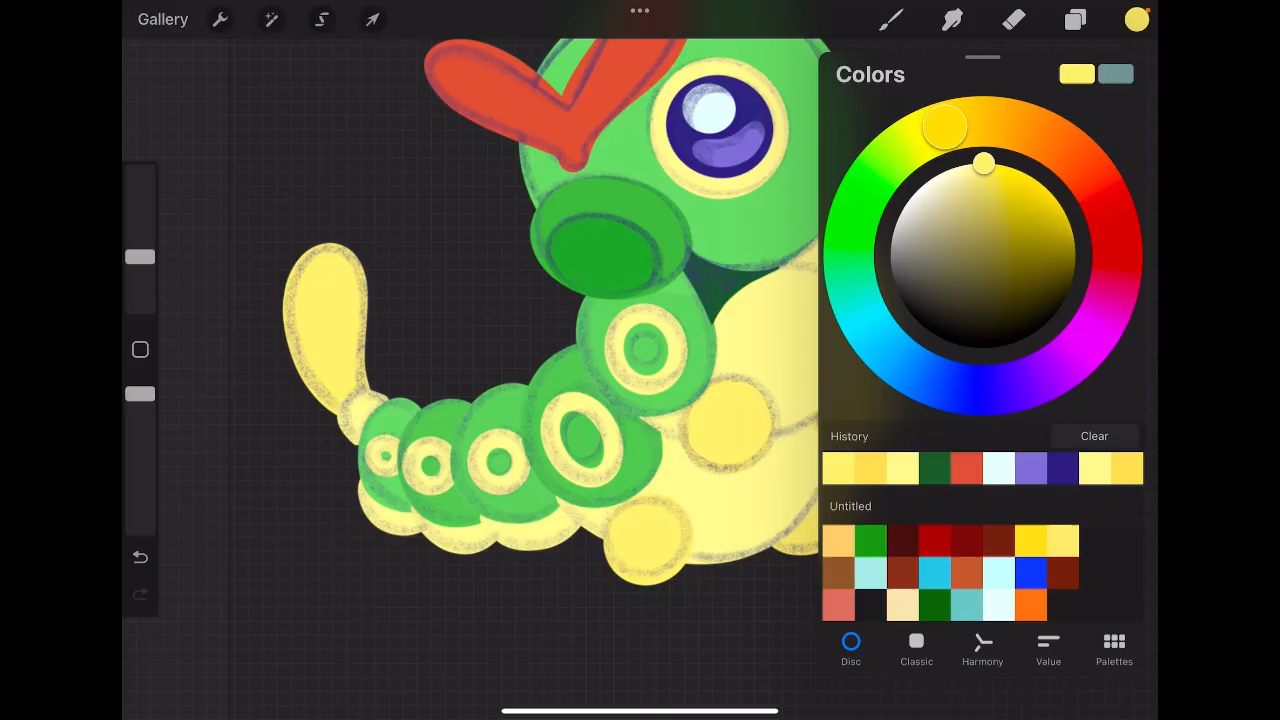 Gallery
Colors
History
Clear
Untitled
Disc
Classic
Harmony
Value
Palettes